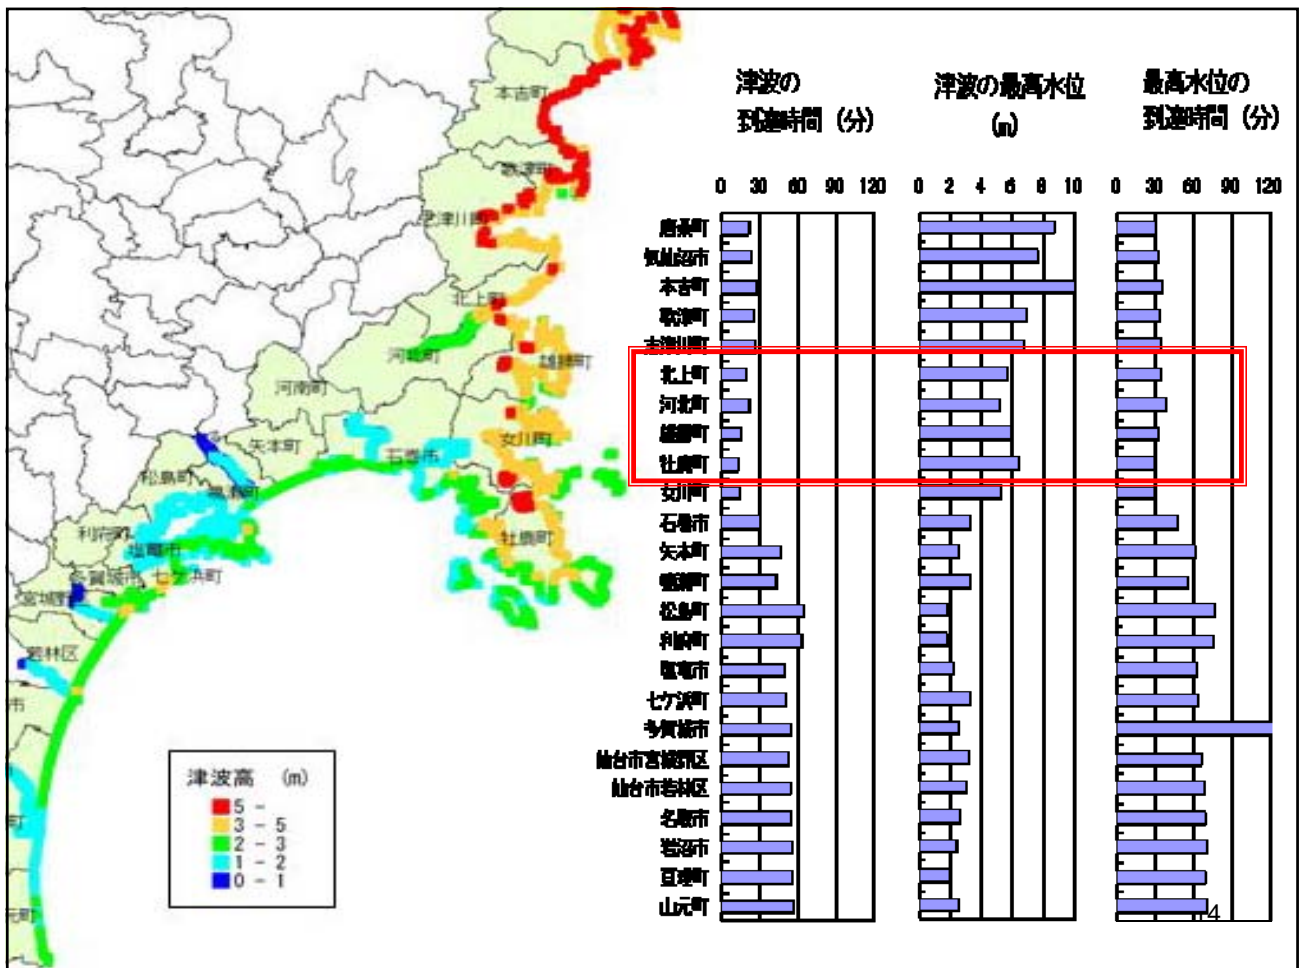 本吉町
歌津町
志津川町
北上町
雄勝町
河北町
河南町
女川町
矢本町
石巻市
松島町
鳴瀬町
利府町
塩竈市
牡鹿町
多賀城市
七ケ浜町
宮城野
若林区
市
町
元町
津波高 (m)
5 -
3 - 5
2 - 3
1 - 2
0 - 1
津波の
到達時間 (分)
津波の最高水位
(m)
最高水位の
到達時間 (分)
0 30 60 90 120
0 2 4 6 8 10
0 30 60 90 120
唐桑町
気仙沼市
本吉町
歌津町
志津川町
北上町
河北町
雄勝町
牡鹿町
女川町
石巻市
矢本町
鳴瀬町
松島町
利府町
塩竈市
七ケ浜町
多賀城市
仙台市宮城野区
仙台市若林区
名取市
岩沼市
亘理町
山元町
4